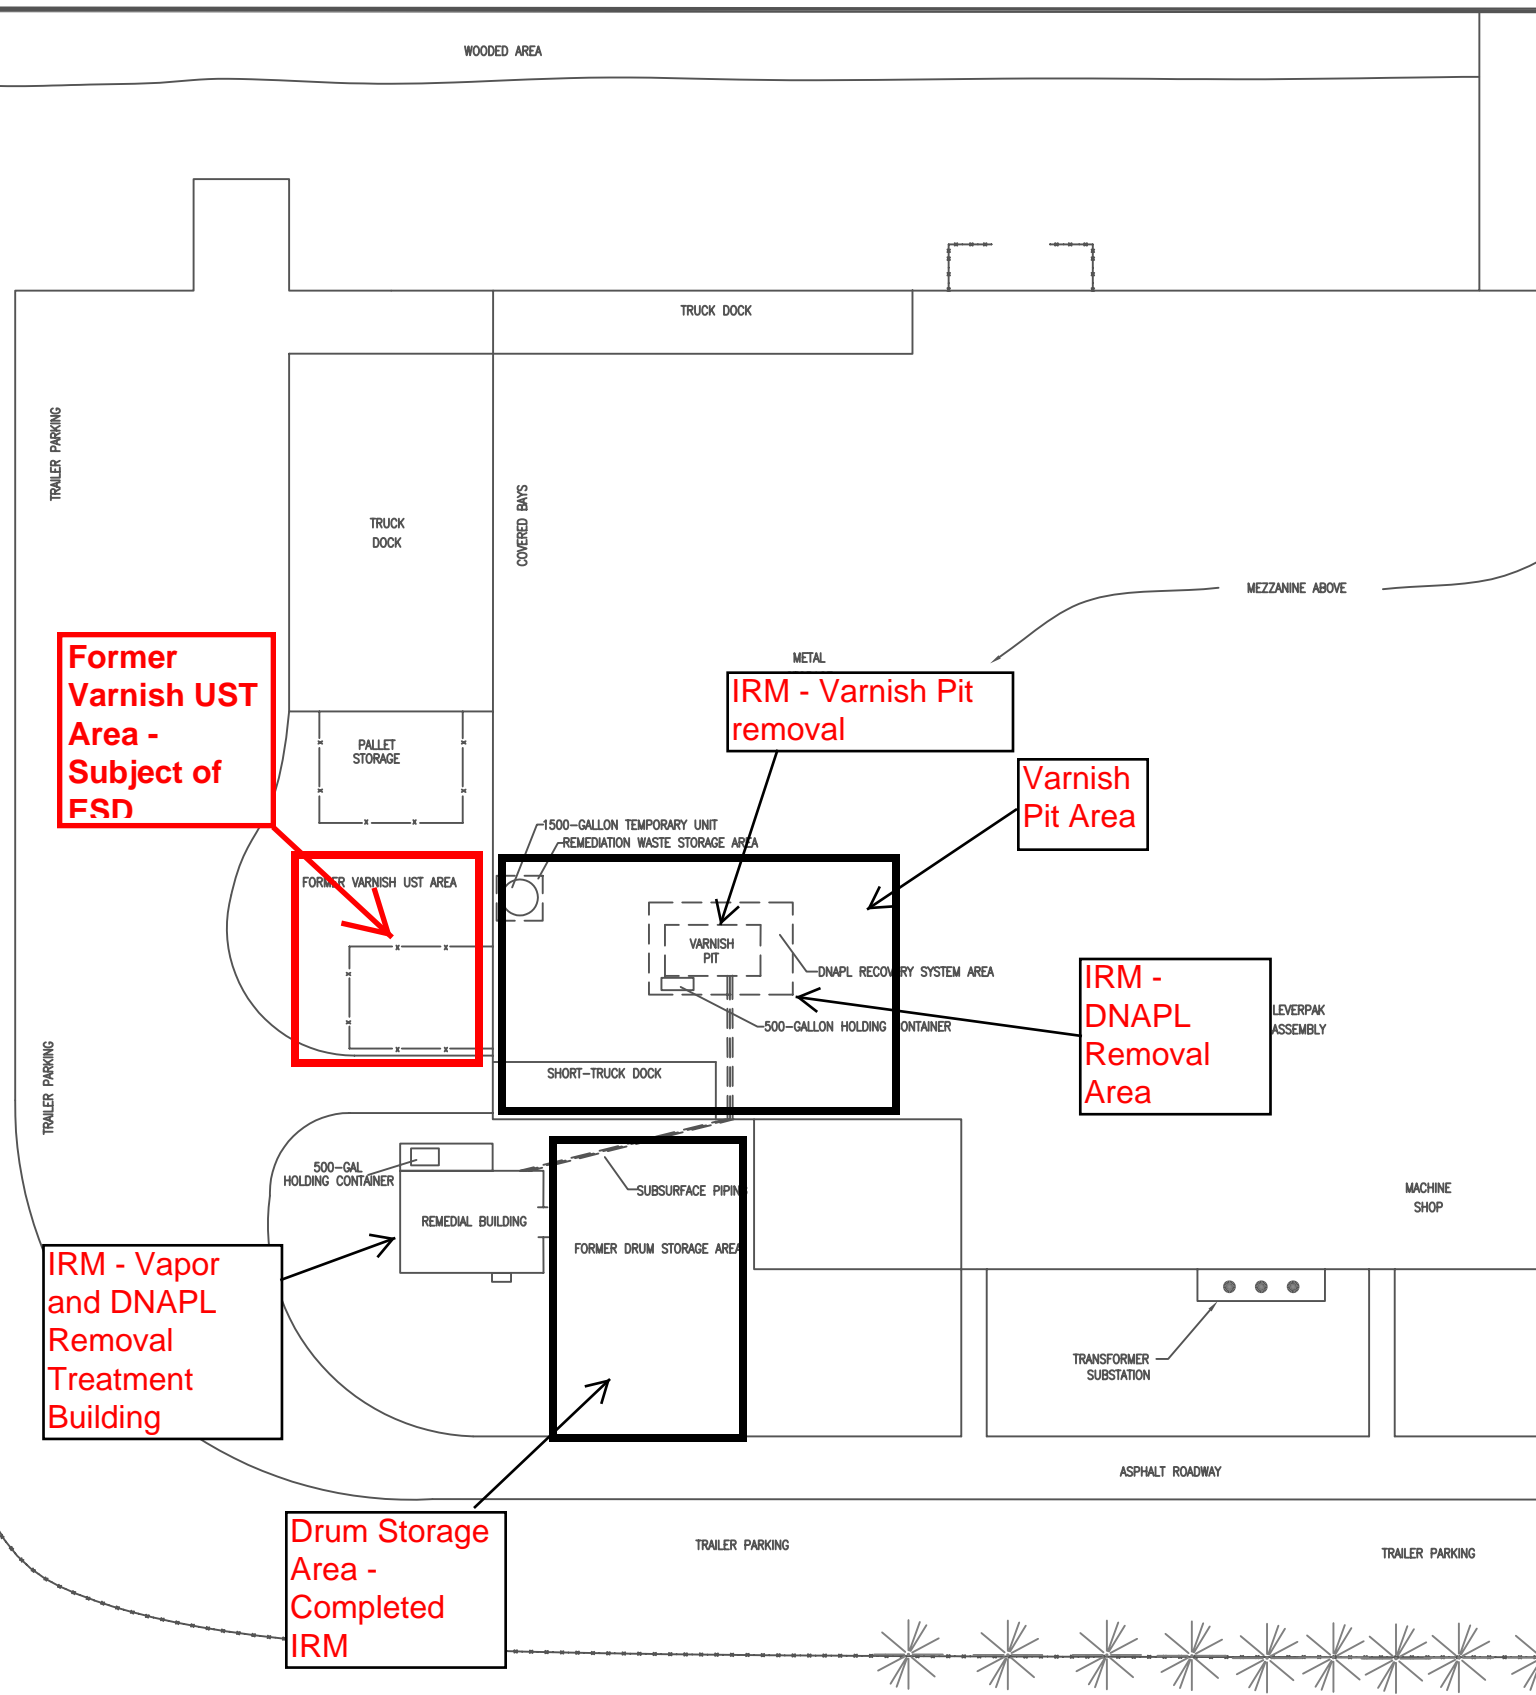 WOODED AREA
TRUCK DOCK
TRAILER PARKING
COVERED BAYS
TRUCK
DOCK
MEZZANINE ABOVE
Former
Varnish UST
Area -
Subject of
ESD
METAL
IRM - Varnish Pit
removal
PALLET
STORAGE
Varnish
Pit Area
1500-GALLON TEMPORARY UNIT
REMEDIATION WASTE STORAGE AREA
FORMER VARNISH UST AREA
VARNISH
PIT
DNAPL RECOVERY SYSTEM AREA
IRM -
DNAPL
Removal
Area
LEVERPAK
ASSEMBLY
500-GALLON HOLDING CONTAINER
TRAILER PARKING
SHORT-TRUCK DOCK
500-GAL
HOLDING CONTAINER
SUBSURFACE PIPING
MACHINE
SHOP
REMEDIAL BUILDING
FORMER DRUM STORAGE AREA
IRM - Vapor
and DNAPL
Removal
Treatment
Building
TRANSFORMER
SUBSTATION
ASPHALT ROADWAY
Drum Storage
Area -
Completed
IRM
TRAILER PARKING
TRAILER PARKING